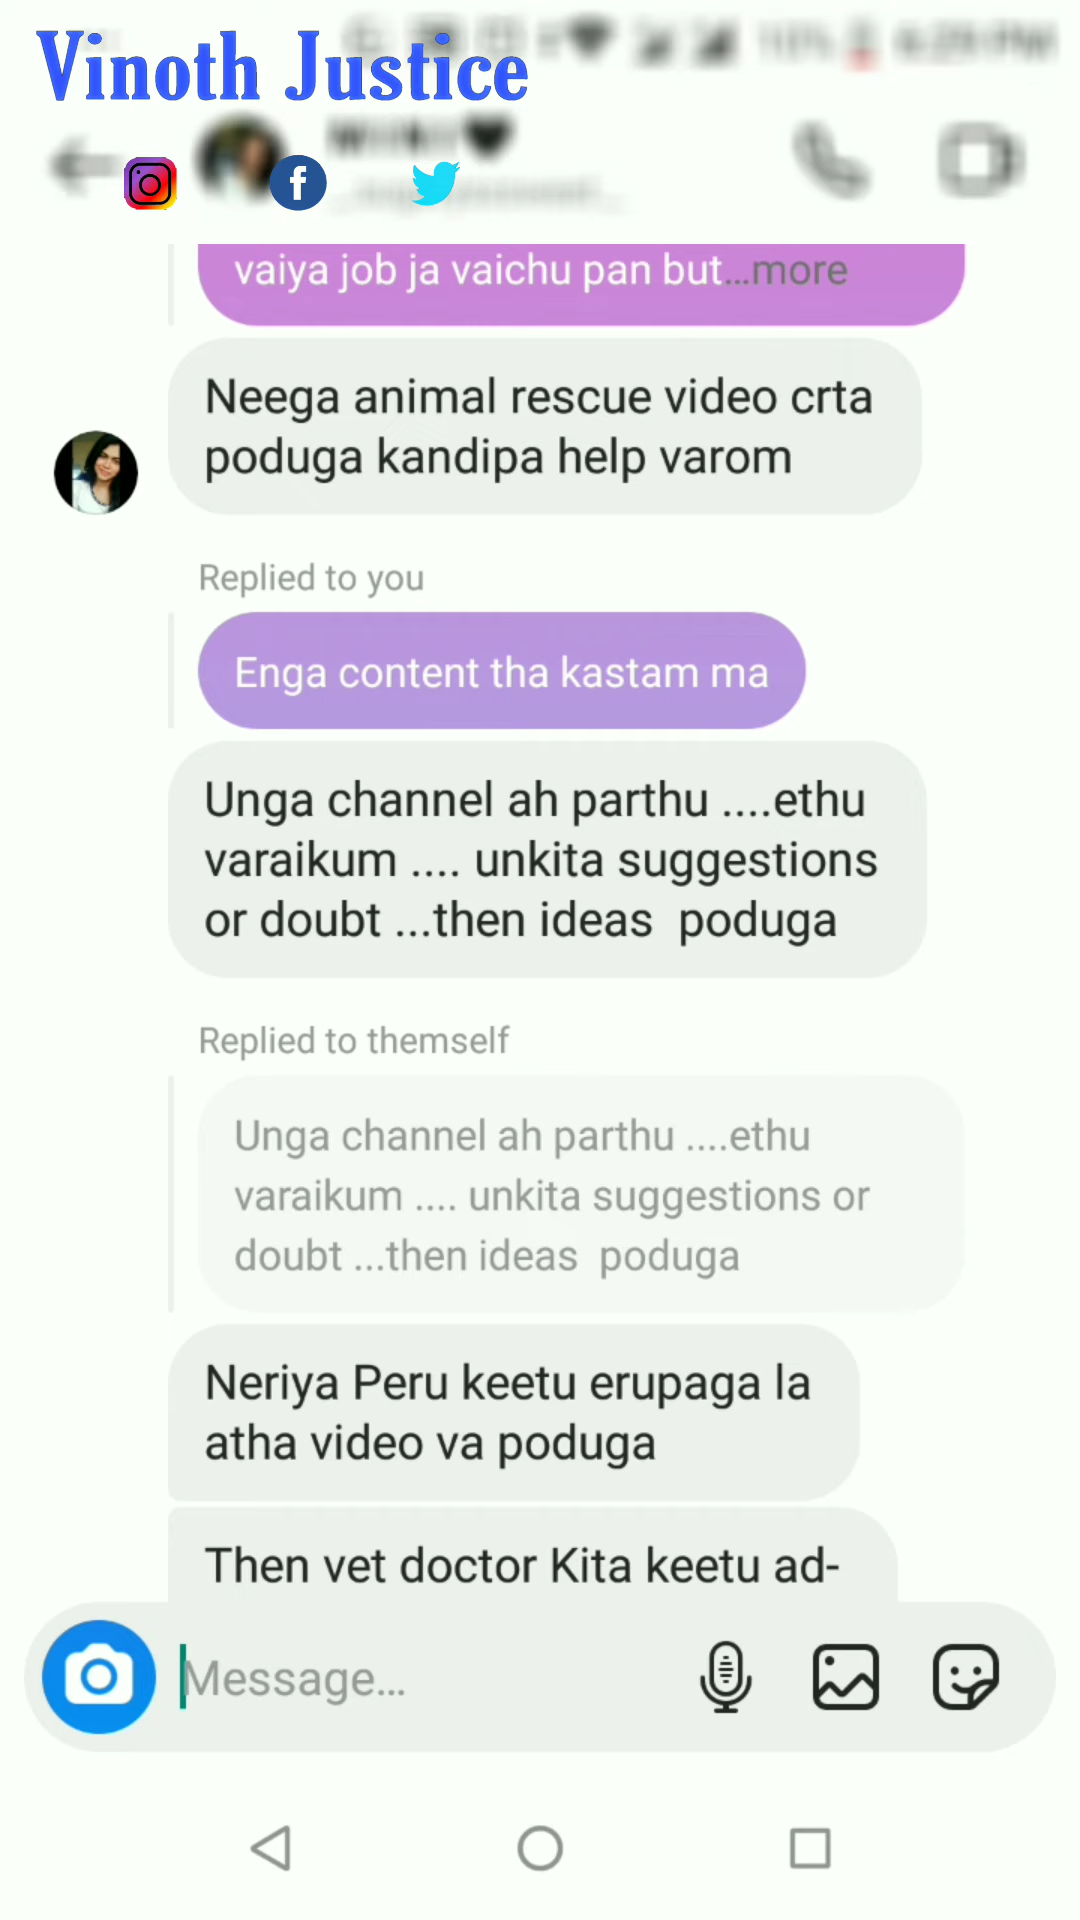 Vinoth Justice
vaiya job ja vaichu pan but...more
Neega animal rescue video crta
poduga kandipa help varom
Replied to you
Enga content tha kastam ma
Unga channel ah parthu ....ethu
varaikum .... unkita suggestions
or doubt ...then ideas poduga
Replied to themself
Unga channel ah parthu ....ethu
varaikum .... unkita suggestions or
doubt ...then ideas poduga
Neriya Peru keetu erupaga la
atha video va poduga
Then vet doctor Kita keetu ad-
Message...